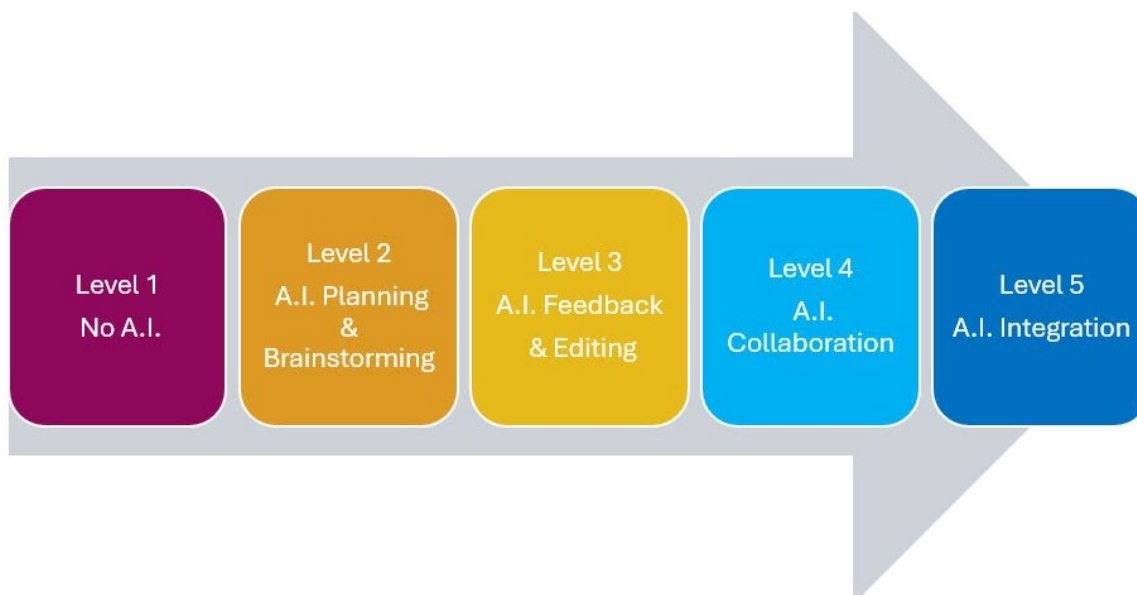 Level 1
No A.I.
Level 2
A.I. Planning
&
Brainstorming
Level 3
A.I. Feedback
& Editing
Level 4
A.I.
Collaboration
Level 5
A.I. Integration